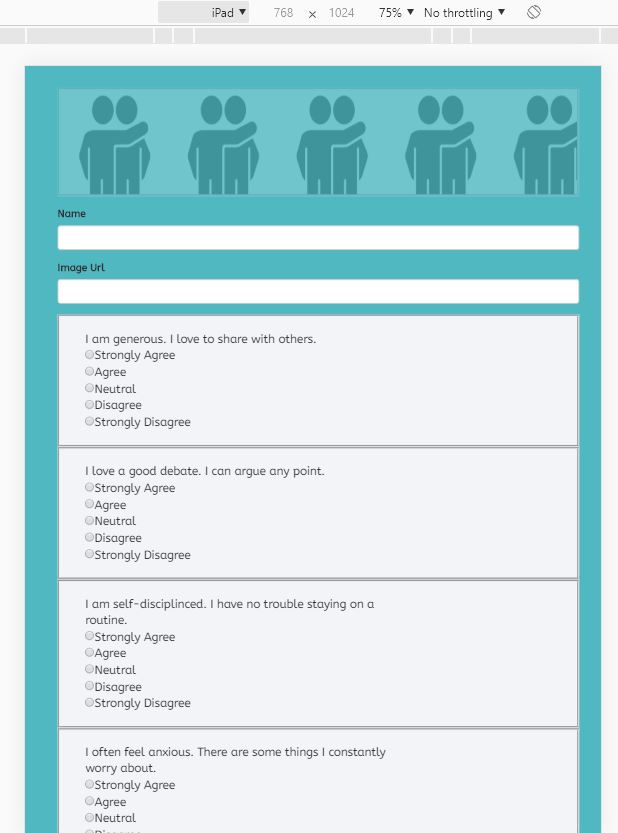 iPad ▼ 768 x 1024 75% ▼ No throttling ▼
Name
Image Url
I am generous. I love to share with others.
Strongly Agree
Agree
Neutral
Disagree
Strongly Disagree
I love a good debate. I can argue any point.
Strongly Agree
Agree
Neutral
Disagree
Strongly Disagree
I am self-disciplinced. I have no trouble staying on a
routine.
Strongly Agree
Agree
Neutral
Disagree
Strongly Disagree
I often feel anxious. There are some things I constantly
worry about.
Strongly Agree
Agree
Neutral